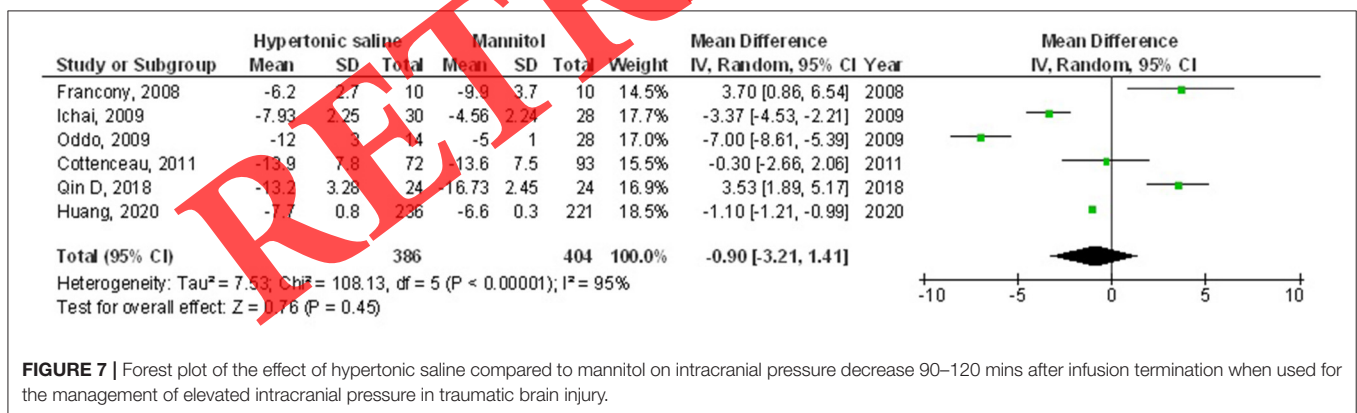 Hypertonic saline Mannitol Mean Difference Mean Difference
Study or Subgroup Mean SD Total Mean SD Total Weight IV, Random, 95% CI Year IV, Random, 95% CI
Francony, 2008 -6.2 2.7 10 -9.9 3.7 10 14.5% 3.70 [0.86, 6.54] 2008
Ichai, 2009 -7.93 2.25 30 -4.56 2.24 28 17.7% -3.37 [-4.53, -2.21] 2009
Oddo, 2009 -12 3 14 -5 1 28 17.0% -7.00 [-8.61, -5.39] 2009
Cottenceau, 2011 -13.9 7.8 72 -13.6 7.5 93 15.5% -0.30 [-2.66, 2.06] 2011
Qin D, 2018 -13.2 3.28 24 -16.73 2.45 24 16.9% 3.53 [1.89, 5.17] 2018
Huang, 2020 -7.7 0.8 236 -6.6 0.3 221 18.5% -1.10 [-1.21, -0.99] 2020
Total (95% CI) 386 404 100.0% -0.90 [-3.21, 1.41]
Heterogeneity: Tau² = 7.53; Chi² = 108.13, df = 5 (P < 0.00001); I² = 95%
Test for overall effect: Z = 0.76 (P = 0.45)
-10 -5 0 5 10
RETR
FIGURE 7 | Forest plot of the effect of hypertonic saline compared to mannitol on intracranial pressure decrease 90–120 mins after infusion termination when used for
the management of elevated intracranial pressure in traumatic brain injury.